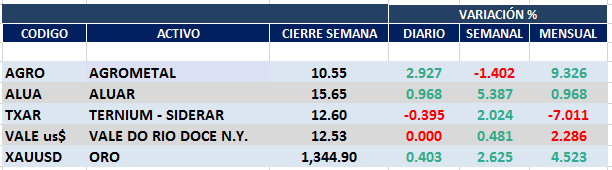 VARIACIÓN %
CODIGO ACTIVO CIERRE SEMANA DIARIO SEMANAL MENSUAL
AGRO AGROMETAL 10.55 2.927 -1.402 9.326
ALUA ALUAR 15.65 0.968 5.387 0.968
TXAR TERNIUM - SIDERAR 12.60 -0.395 2.024 -7.011
VALE us$ VALE DO RIO DOCE N.Y. 12.53 0.000 0.481 2.286
XAUUSD ORO 1,344.90 0.403 2.625 4.523